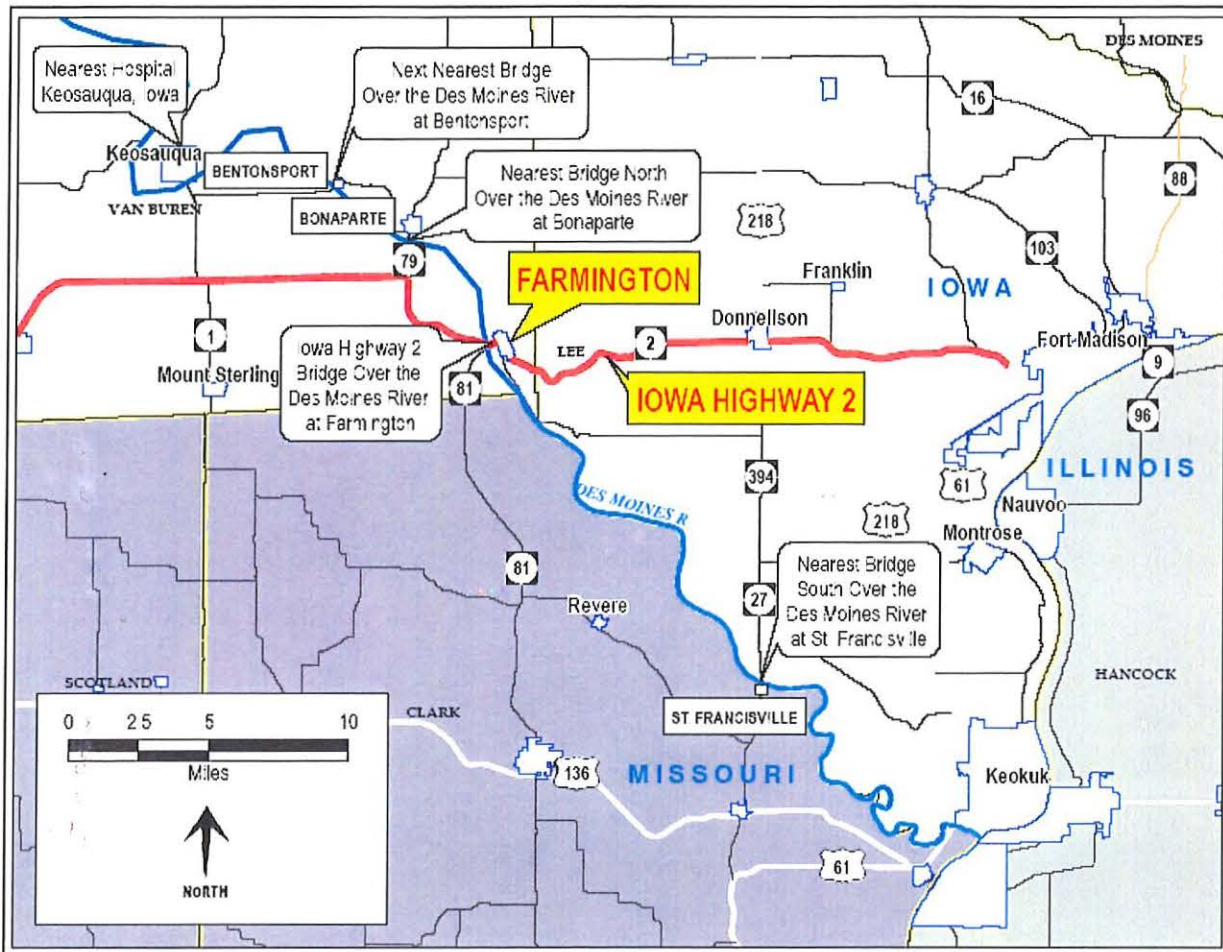 DES MOINES
Nearest Hospital
Keosauqua, Iowa
Next Nearest Bridge
Over the Des Moines River
at Bentonsport
16
Keosauqua
BENTONSPORT
88
Nearest Bridge North
Over the Des Moines River
at Bonaparte
VAN BUREN
BONAPARTE
218
103
79
FARMINGTON
Franklin
IOWA
Donnellson
1
Iowa Highway 2
Bridge Over the
Des Moines River
at Farmington
LEE
2
Fort Madison
9
Mount Sterling
81
IOWA HIGHWAY 2
96
ILLINOIS
394
61
DES MOINES R
Nauvoo
218
Montrose
81
Nearest Bridge
South Over the
Des Moines River
at St. Francisville
27
Revere
HANCOCK
SCOTLAND
CLARK
ST FRANCISVILLE
0 2.5 5 10
Miles
136
MISSOURI
Keokuk
61
NORTH